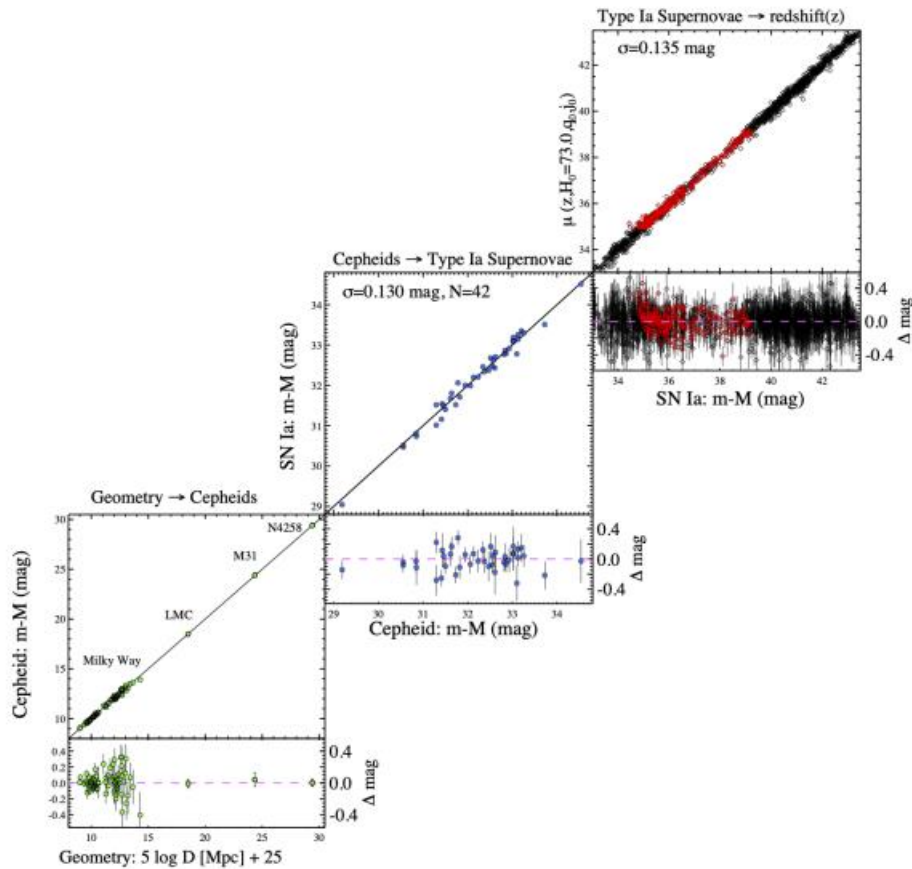 Type Ia Supernovae → redshift(z)
σ=0.135 mag
μ (z,H₀=73.0,q₀,j₀)
42
40
38
36
34
0.4
0.0
-0.4
Δ mag
34 36 38 40 42
SN Ia: m-M (mag)
Cepheids → Type Ia Supernovae
σ=0.130 mag, N=42
SN Ia: m-M (mag)
34
33
32
31
30
29
0.4
0.0
-0.4
Δ mag
29 30 31 32 33 34
Cepheid: m-M (mag)
Geometry → Cepheids
N4258
M31
LMC
Milky Way
Cepheid: m-M (mag)
30
25
20
15
10
0.4
0.2
0.0
-0.2
-0.4
0.4
0.0
-0.4
Δ mag
10 15 20 25 30
Geometry: 5 log D [Mpc] + 25